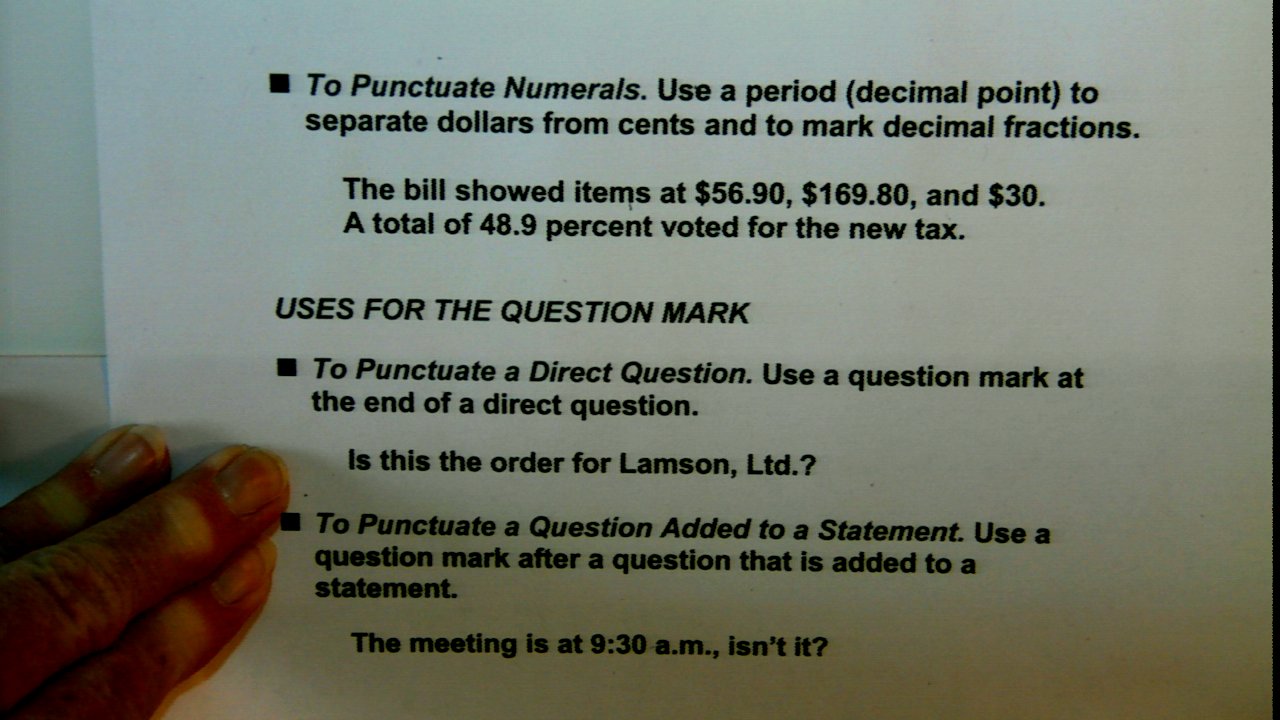 ■ To Punctuate Numerals. Use a period (decimal point) to
separate dollars from cents and to mark decimal fractions.
The bill showed items at $56.90, $169.80, and $30.
A total of 48.9 percent voted for the new tax.
USES FOR THE QUESTION MARK
■ To Punctuate a Direct Question. Use a question mark at
the end of a direct question.
Is this the order for Lamson, Ltd.?
■ To Punctuate a Question Added to a Statement. Use a
question mark after a question that is added to a
statement.
The meeting is at 9:30 a.m., isn’t it?